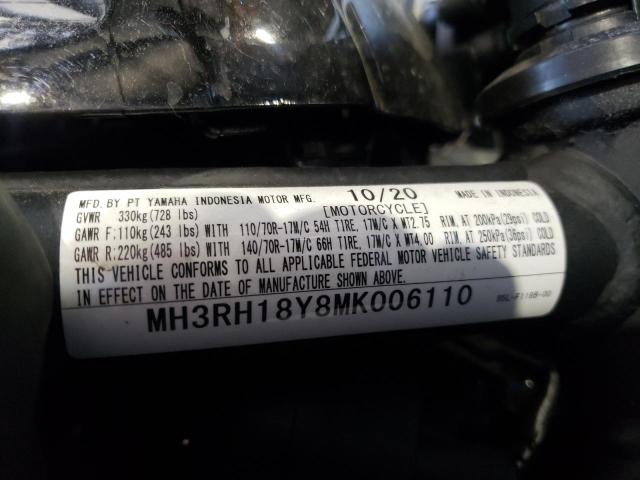 MFD. BY PT YAMAHA INDONESIA MOTOR MFG. 10/20 MADE IN INDONESIA
GVWR 330kg(728 lbs) [MOTORCYCLE]
GAWR F:110kg(243 lbs) WITH 110/70R-17M/C 54H TIRE, 17M/C X MT2.75 RIM, AT 200kPa(29psi) COLD
GAWR R:220kg(485 lbs) WITH 140/70R-17M/C 66H TIRE, 17M/C X MT4.00 RIM, AT 250kPa(36psi) COLD
THIS VEHICLE CONFORMS TO ALL APPLICABLE FEDERAL MOTOR VEHICLE SAFETY STANDARDS
IN EFFECT ON THE DATE OF MANUFACTURE SHOWN ABOVE.
MH3RH18Y8MK006110